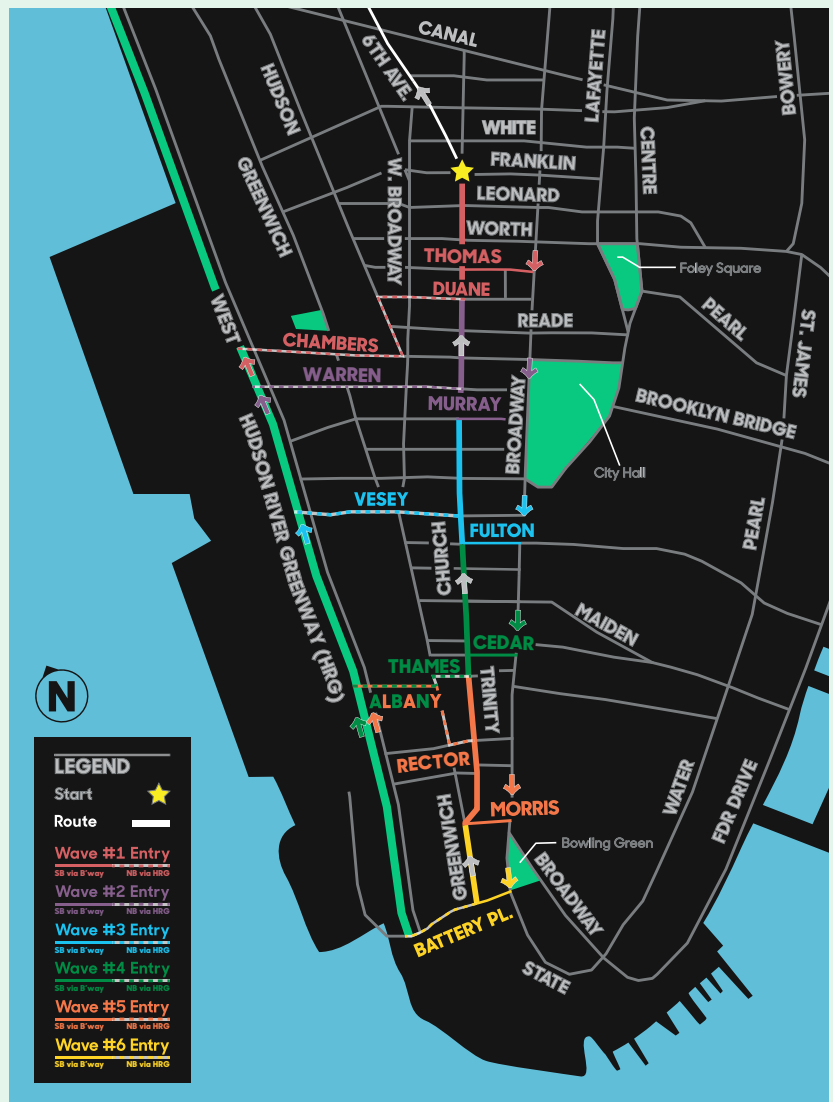 CANAL
6TH AVE.
LAFAYETTE
BOWERY
HUDSON
WHITE
CENTRE
FRANKLIN
GREENWICH
W. BROADWAY
LEONARD
WORTH
THOMAS
Foley Square
DUANE
WEST
READE
PEARL
ST. JAMES
CHAMBERS
WARREN
MURRAY
BROADWAY
BROOKLYN BRIDGE
City Hall
HUDSON RIVER GREENWAY (HRG)
VESEY
FULTON
PEARL
CHURCH
MAIDEN
CEDAR
THAMES
TRINITY
ALBANY
N
RECTOR
MORRIS
WATER
FDR DRIVE
GREENWICH
Bowling Green
BROADWAY
BATTERY PL.
STATE
LEGEND
Start
Route
Wave #1 Entry
SB via B'way NB via HRG
Wave #2 Entry
SB via B'way NB via HRG
Wave #3 Entry
SB via B'way NB via HRG
Wave #4 Entry
SB via B'way NB via HRG
Wave #5 Entry
SB via B'way NB via HRG
Wave #6 Entry
SB via B'way NB via HRG